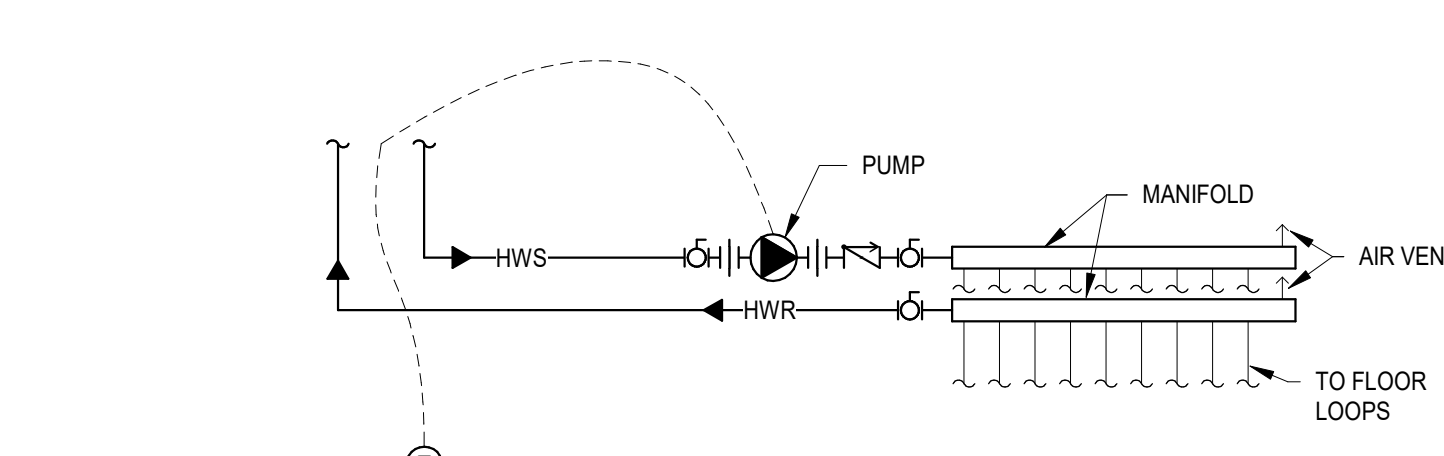 PUMP
MANIFOLD
HWS
AIR VEN
HWR
TO FLOOR
LOOPS